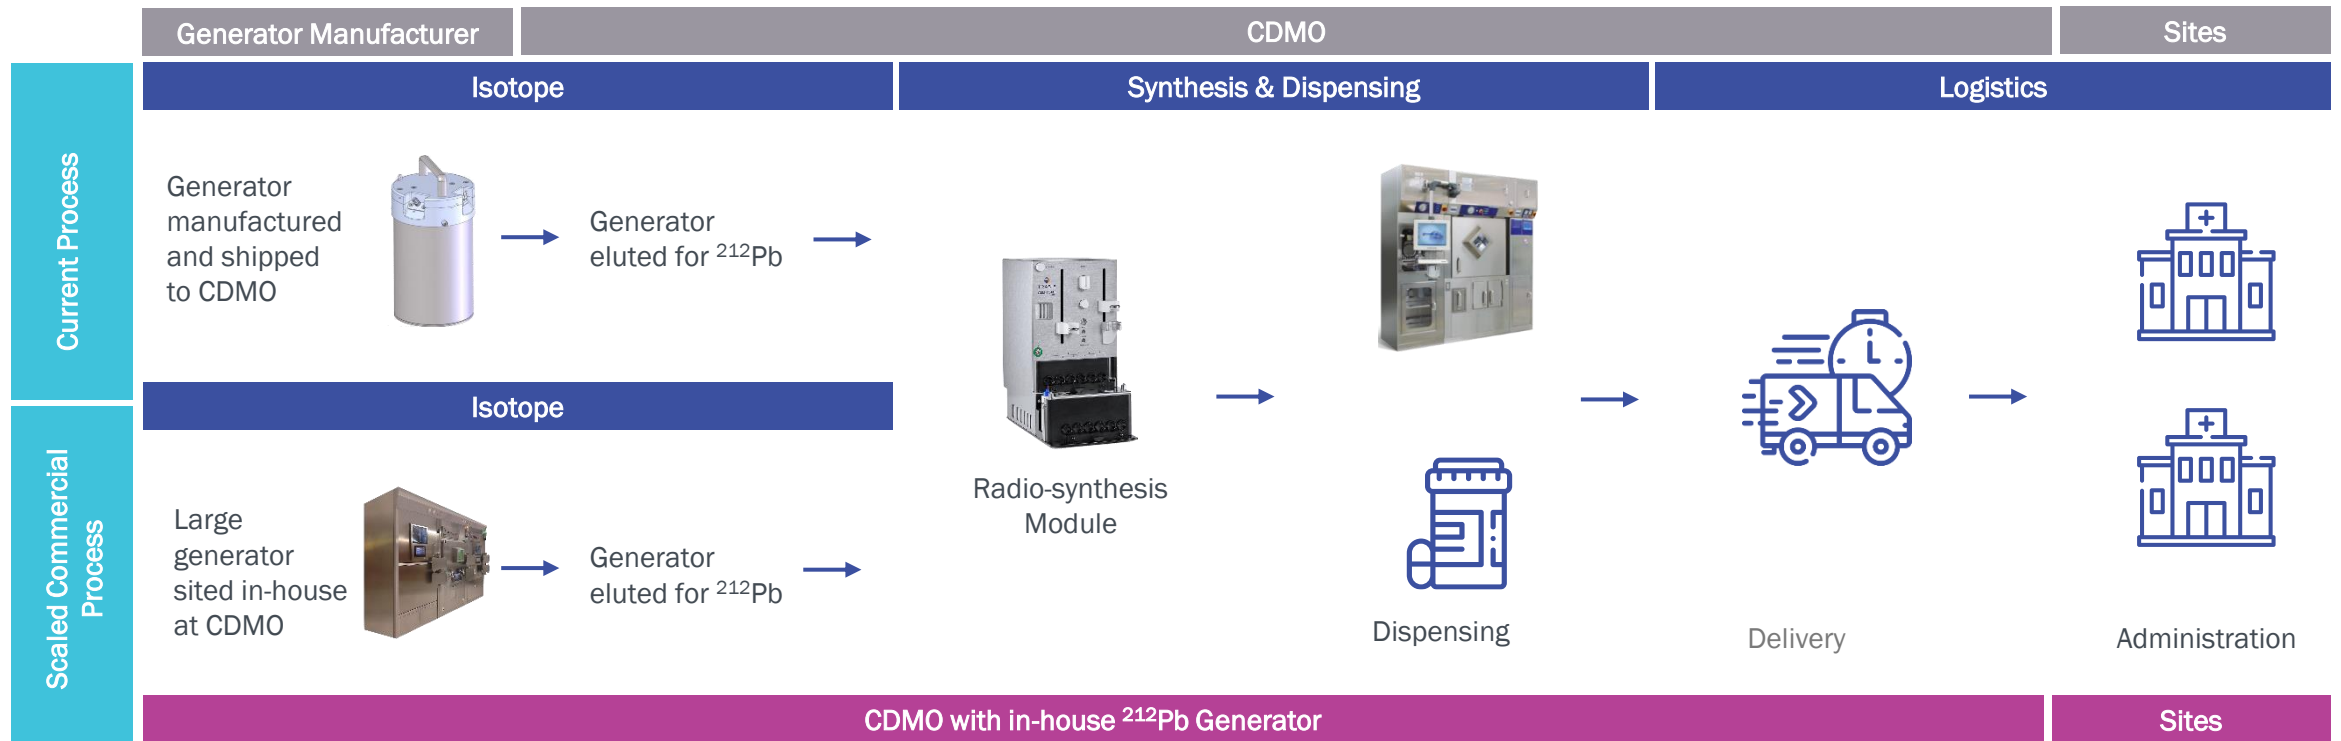 Generator Manufacturer
CDMO
Sites
Isotope
Synthesis & Dispensing
Logistics
Current Process
Generator
manufactured
and shipped
to CDMO
Generator
eluted for ²¹²Pb
Isotope
Scaled Commercial
Process
Large
generator
sited in-house
at CDMO
Generator
eluted for ²¹²Pb
Radio-synthesis
Module
Dispensing
Delivery
Administration
CDMO with in-house ²¹²Pb Generator
Sites